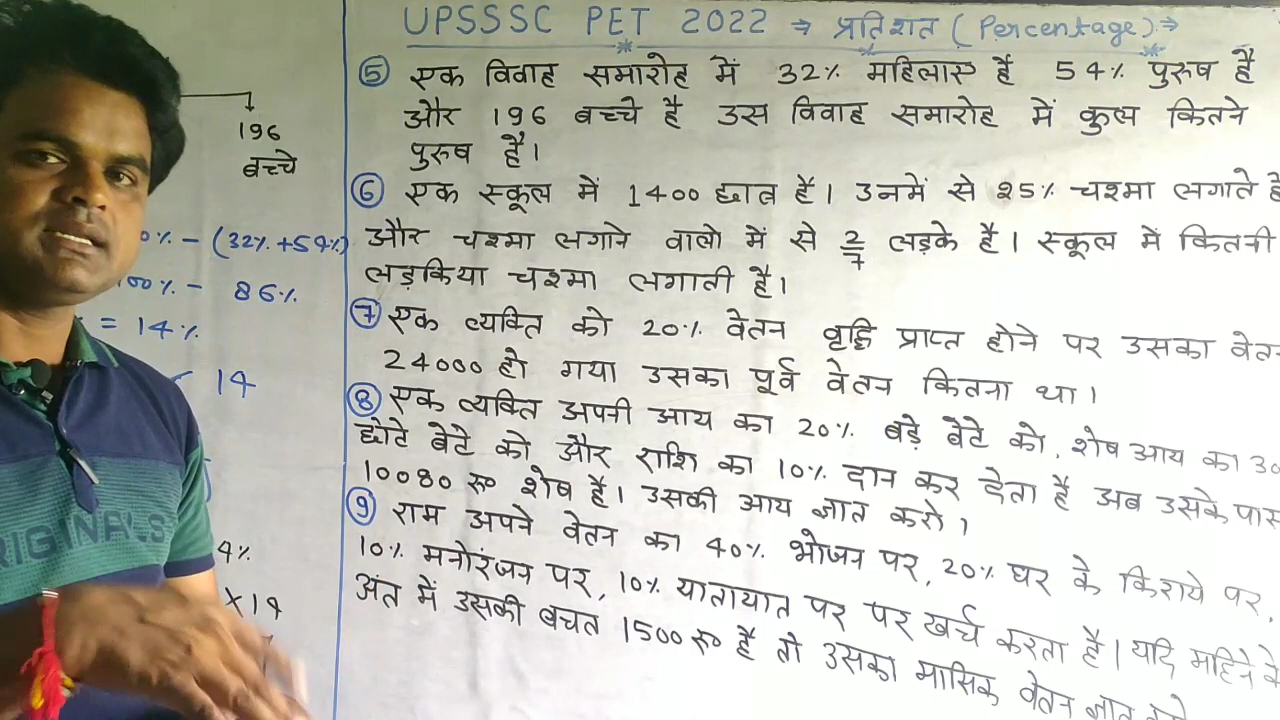 UPSSSC PET 2022 → प्रतिशत (Percentage) ⇒
⑤ एक विवाह समारोह में 32% महिलाए हैं 54% पुरुष है
और 196 बच्चे है उस विवाह समारोह में कुल कितने
पुरुष है।
⑥ एक स्कूल में 1400 छात्र है। उनमें से 25% चश्मा लगाते है
और चश्मा लगाने वालो में से 2/7 लड़के है। स्कूल में कितनी
लड़किया चश्मा लगाती है।
⑦ एक व्यक्ति को 20% वेतन वृद्धि प्राप्त होने पर उसका वेतन
24000 हो गया उसका पूर्व वेतन कितना था।
⑧ एक व्यक्ति अपनी आय का 20% बड़े बेटे को, शेष आय का 30
छोटे बेटे को और राशि का 10% दान कर देता है अब उसके पास
10080 रू० शेष है। उसकी आय ज्ञात करो।
⑨ राम अपने वेतन का 40% भोजन पर, 20% घर के किराये पर,
10% मनोरंजन पर, 10% यातायात पर पर खर्च करता है। यदि महिने के
अंत में उसकी बचत 1500 रू० है तो उसका मासिक वेतन ज्ञात
196
बच्चे
0% - (32% + 54%)
00% - 86%
= 14%
14
4%
×14
RIGINALS